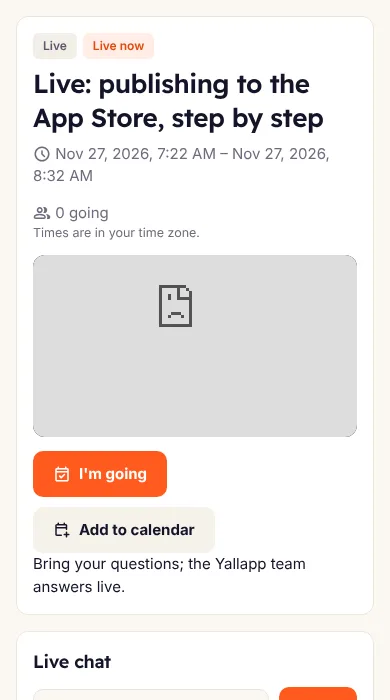 Live Live now
Live: publishing to the
App Store, step by step
Nov 27, 2026, 7:22 AM – Nov 27, 2026,
8:32 AM
0 going
Times are in your time zone.
I'm going
Add to calendar
Bring your questions; the Yallapp team
answers live.
Live chat